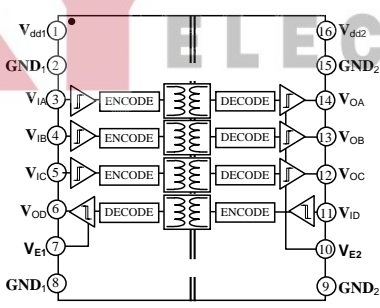 ELEC
Vdd1 1 16 Vdd2
GND1 2 15 GND2
VIA 3 ENCODE DECODE 14 VOA
VIB 4 ENCODE DECODE 13 VOB
VIC 5 ENCODE DECODE 12 VOC
VOD 6 DECODE ENCODE 11 VID
VE1 7 10 VE2
GND1 8 9 GND2